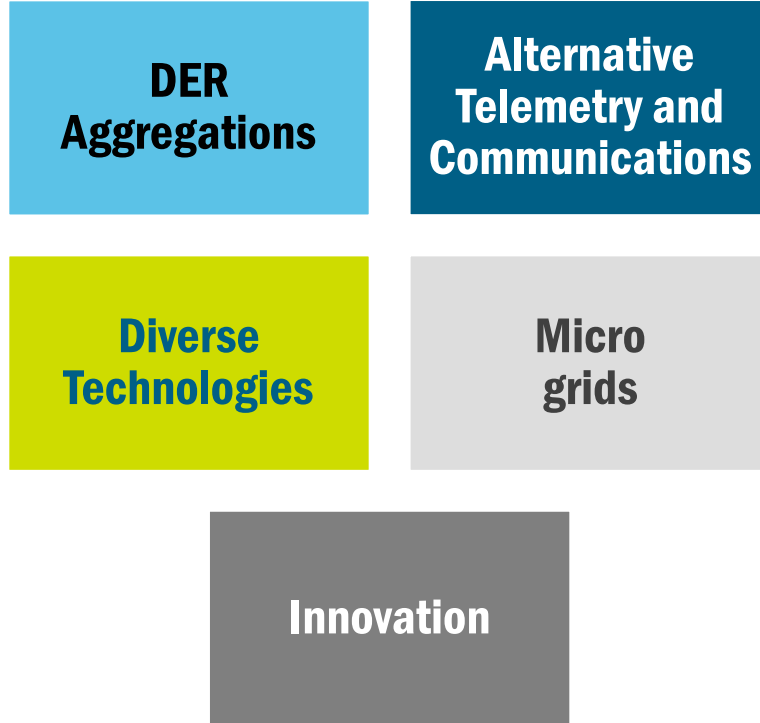 DER
Aggregations
Alternative
Telemetry and
Communications
Diverse
Technologies
Micro
grids
Innovation